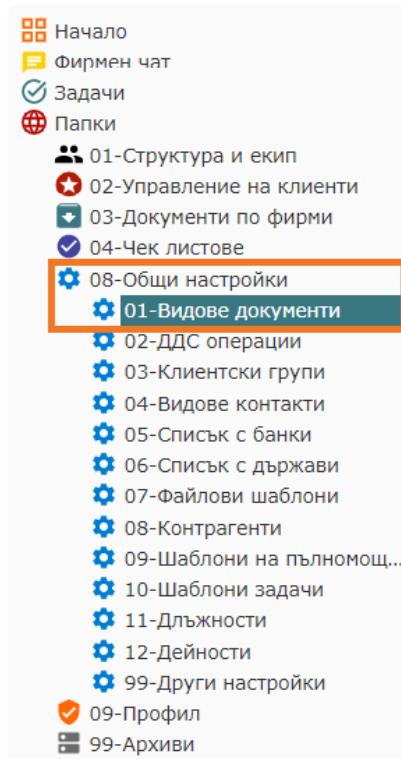 Начало
Фирмен чат
Задачи
Папки
01-Структура и екип
02-Управление на клиенти
03-Документи по фирми
04-Чек листове
08-Общи настройки
01-Видове документи
02-ДДС операции
03-Клиентски групи
04-Видове контакти
05-Списък с банки
06-Списък с държави
07-Файлови шаблони
08-Контрагенти
09-Шаблони на пълномощ...
10-Шаблони задачи
11-Длъжности
12-Дейности
99-Други настройки
09-Профил
99-Архиви